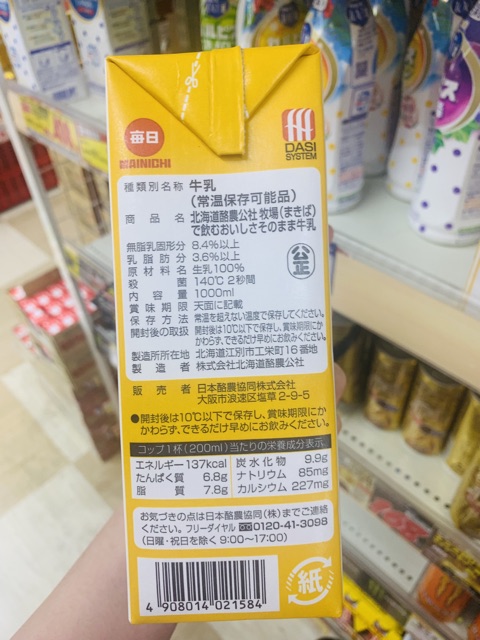 毎日
MAINICHI
DASI
SYSTEM
種類別名称 牛乳
(常温保存可能品)
商品名 北海道酪農公社 牧場(まきば)
で飲むおいしさそのまま牛乳
無脂乳固形分 8.4%以上
乳脂肪分 3.6%以上
原材料名 生乳100%
殺菌 140℃ 2秒間
内容量 1000ml
賞味期限 天面に記載
保存方法 常温を超えない温度で保存してください。
開封後の取扱 開封後は10℃以下で保存し、賞味期限にかか
わらず、できるだけ早めにお飲みください。
公正
製造所所在地 北海道江別市工栄町16番地
製造者 株式会社北海道酪農公社
販売者 日本酪農協同株式会社
大阪市浪速区塩草2-9-5
●開封後は10℃以下で保存し、賞味期限にか
かわらず、できるだけ早めにお飲みください。
コップ1杯(200ml)当たりの栄養成分表示
エネルギー 137kcal 炭水化物 9.9g
たんぱく質 6.8g ナトリウム 85mg
脂質 7.8g カルシウム 227mg
お気づきの点は日本酪農協同(株)までご連絡
ください。フリーダイヤル 0120-41-3098
(日曜・祝日を除く 9:00〜17:00)
紙
4 908014 021584